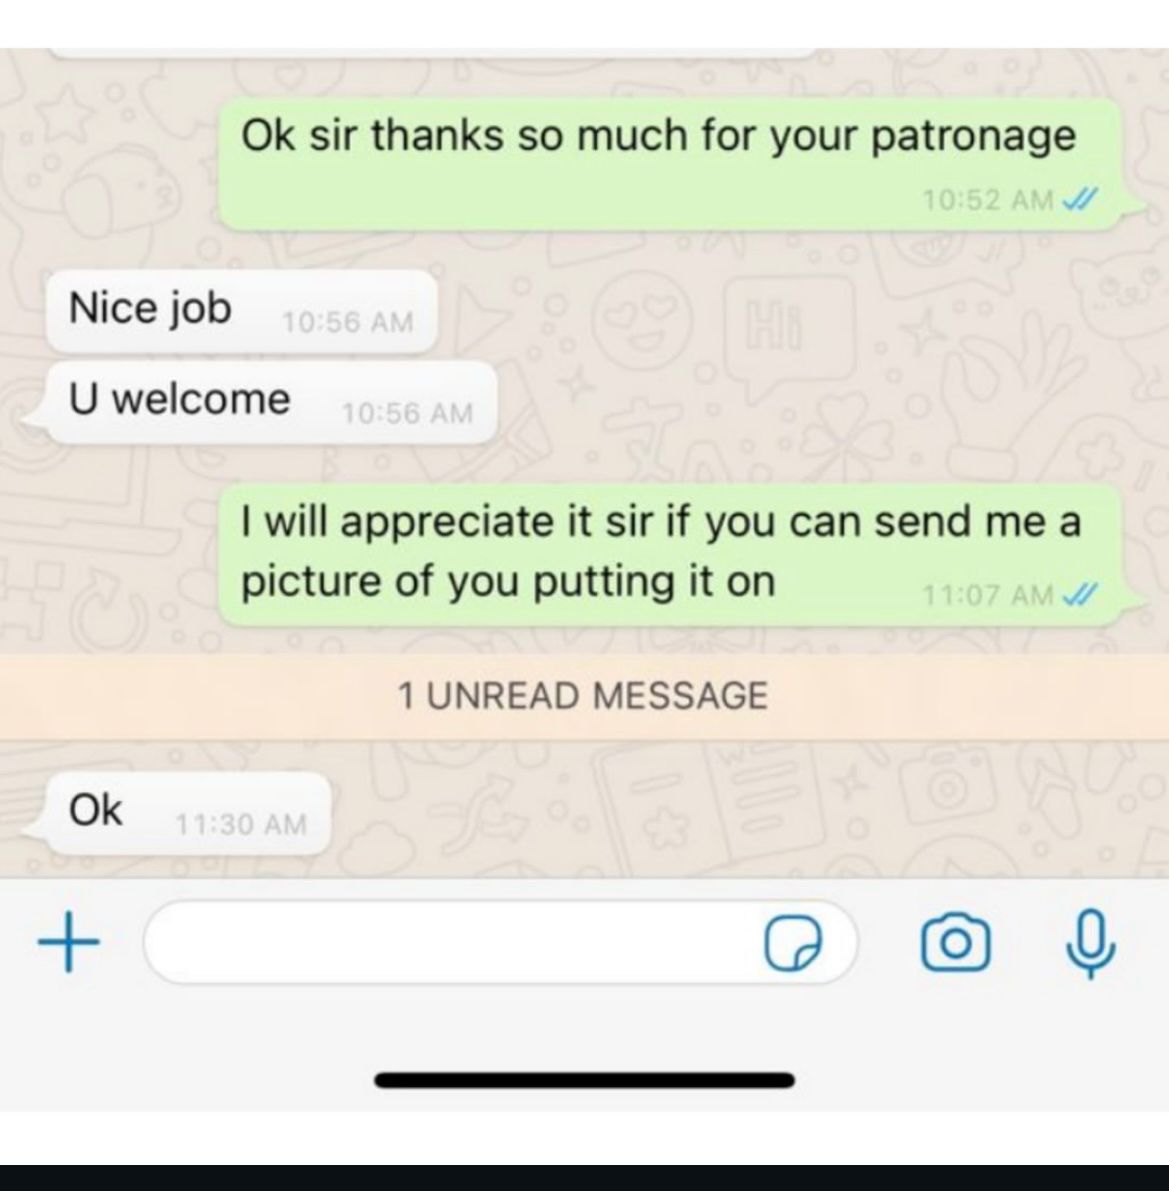 Ok sir thanks so much for your patronage
10:52 AM
Nice job 10:56 AM
U welcome 10:56 AM
I will appreciate it sir if you can send me a
picture of you putting it on 11:07 AM
1 UNREAD MESSAGE
Ok 11:30 AM